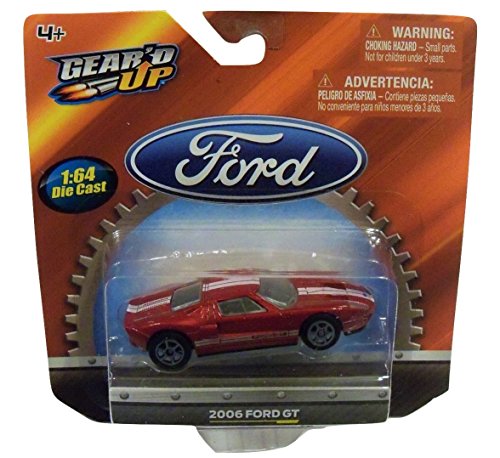 4+
GEAR'D
UP
WARNING:
CHOKING HAZARD – Small parts.
Not for children under 3 years.
ADVERTENCIA:
PELIGRO DE ASFIXIA – Contiene piezas pequeñas.
No conveniente para niños menores de 3 años.
Ford
1:64
Die Cast
2006 FORD GT